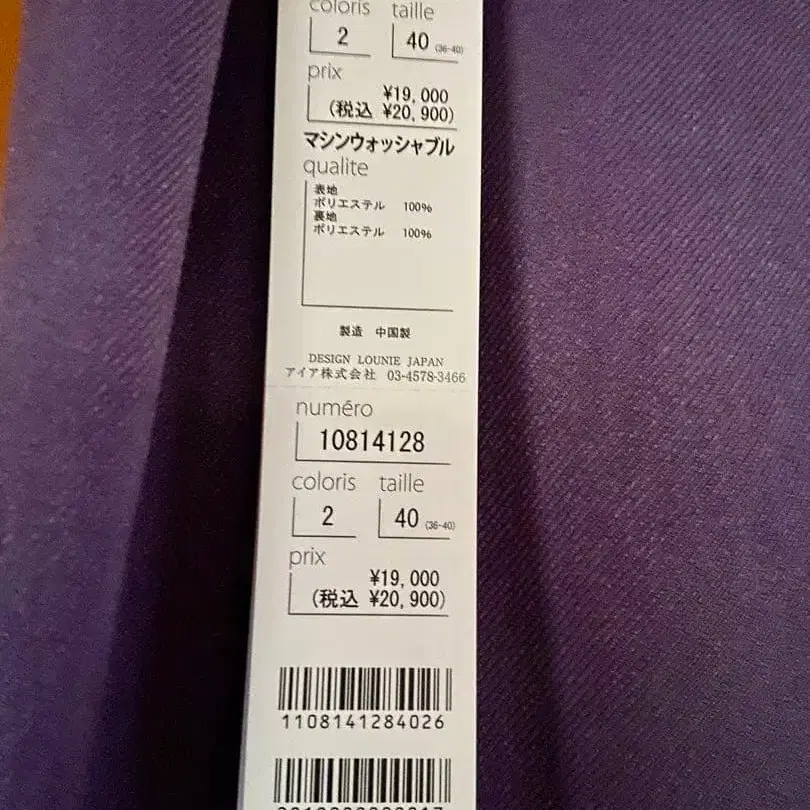 coloris taille
2 40 (36-40)
prix
¥19,000
(税込 ¥20,900)
マシンウォッシャブル
qualite
表地
ポリエステル 100%
裏地
ポリエステル 100%
製造 中国製
DESIGN LOUNIE JAPAN
アイア株式会社 03-4578-3466
numéro
10814128
coloris taille
2 40 (36-40)
prix
¥19,000
(税込 ¥20,900)
1108141284026